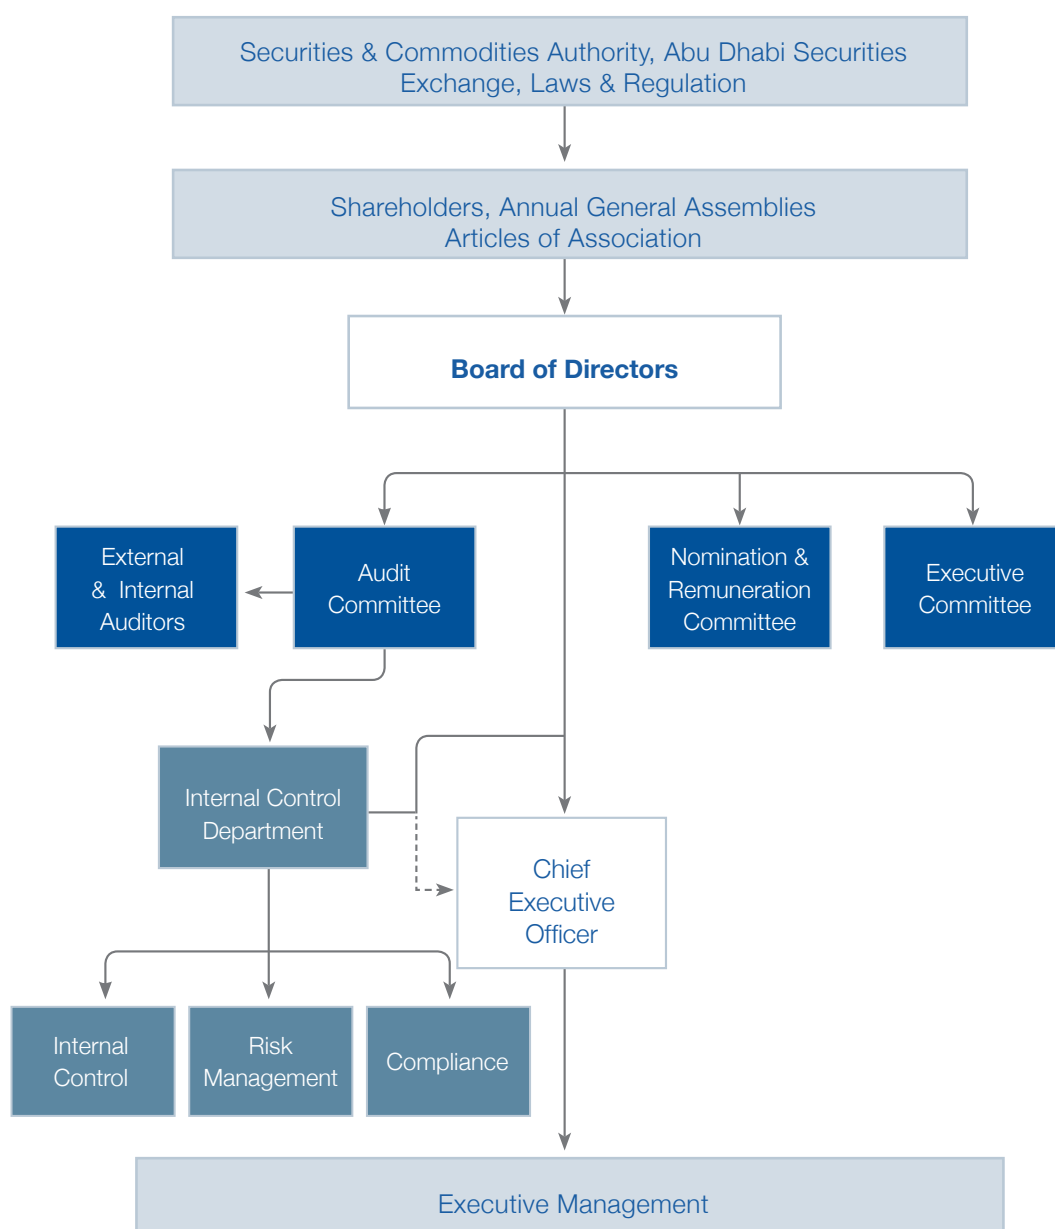 Securities & Commodities Authority, Abu Dhabi Securities
Exchange, Laws & Regulation
Shareholders, Annual General Assemblies
Articles of Association
Board of Directors
External
& Internal
Auditors
Audit
Committee
Nomination &
Remuneration
Committee
Executive
Committee
Internal Control
Department
Chief
Executive
Officer
Internal
Control
Risk
Management
Compliance
Executive Management